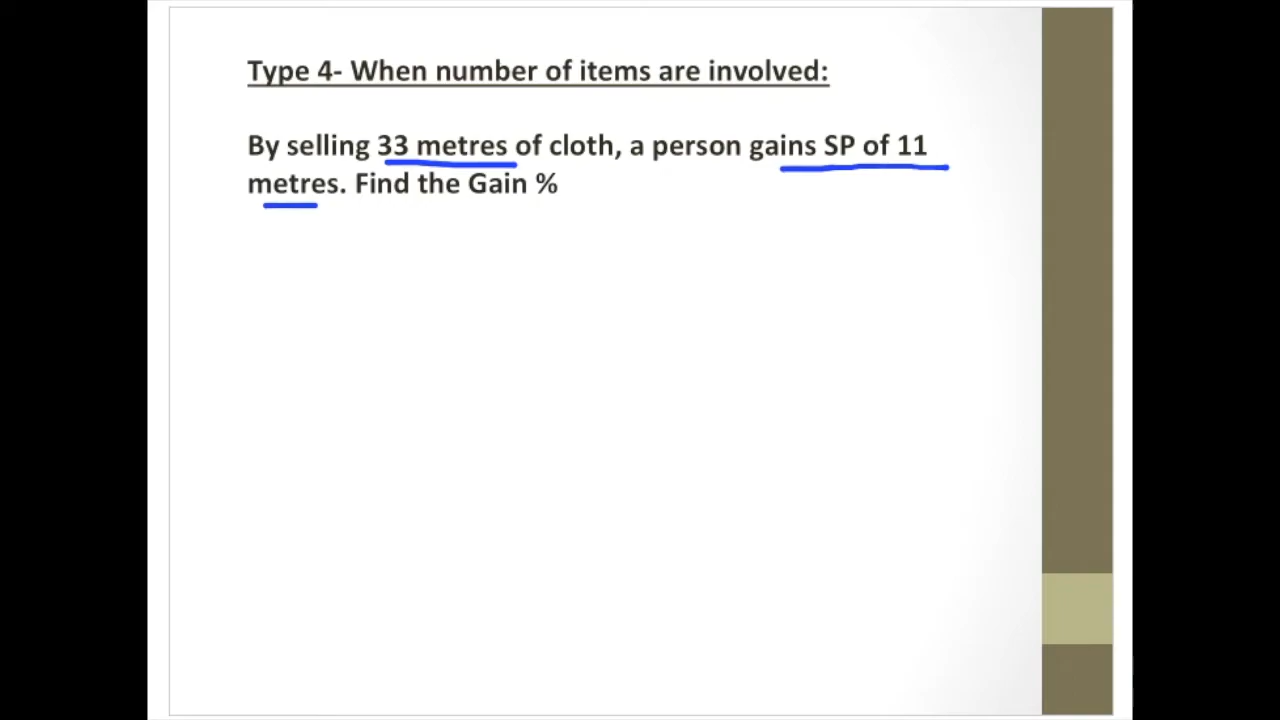 Type 4- When number of items are involved:
By selling 33 metres of cloth, a person gains SP of 11
metres. Find the Gain %